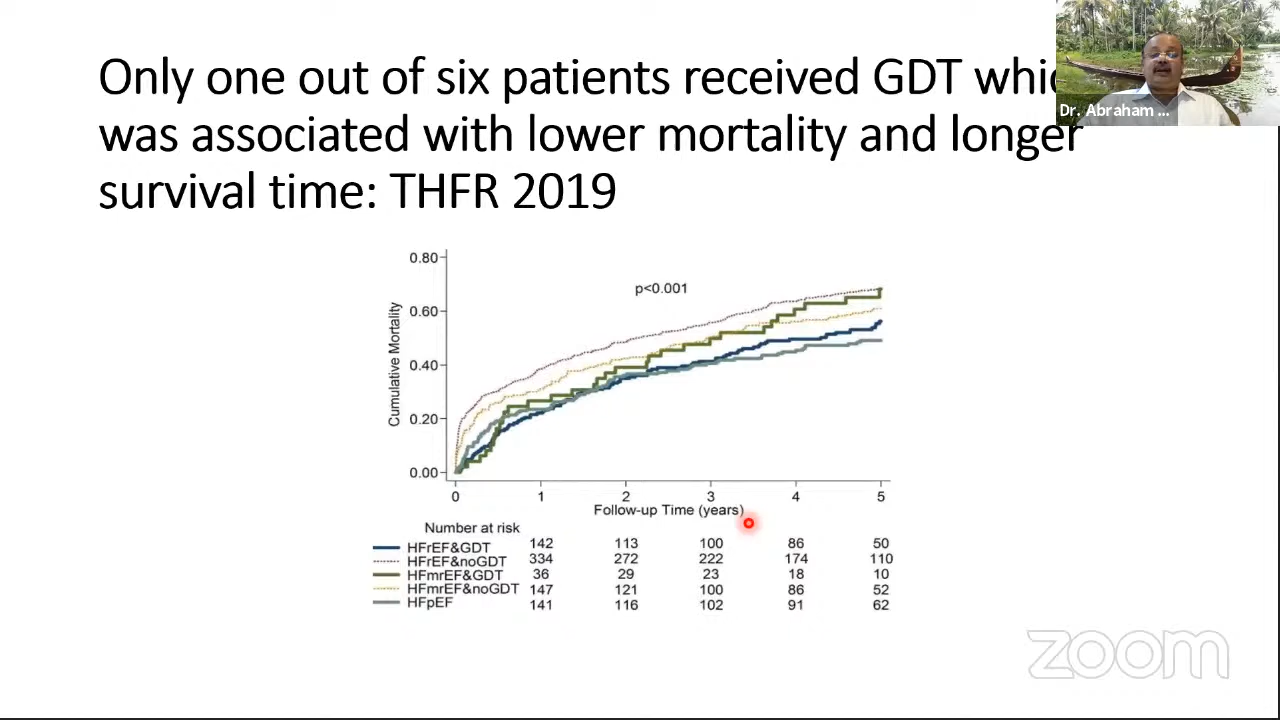 Only one out of six patients received GDT
was associated with lower mortality and longer
survival time: THFR 2019
Dr. Abraham ...
0.80
0.60
0.40
0.20
0.00
Cumulative Mortality
p<0.001
0 1 2 3 4 5
Follow-up Time (years)
Number at risk
HFrEF&GDT 142 113 100 86 50
HFrEF&noGDT 334 272 222 174 110
HFmrEF&GDT 36 29 23 18 10
HFmrEF&noGDT 147 121 100 86 52
HFpEF 141 116 102 91 62
zoom